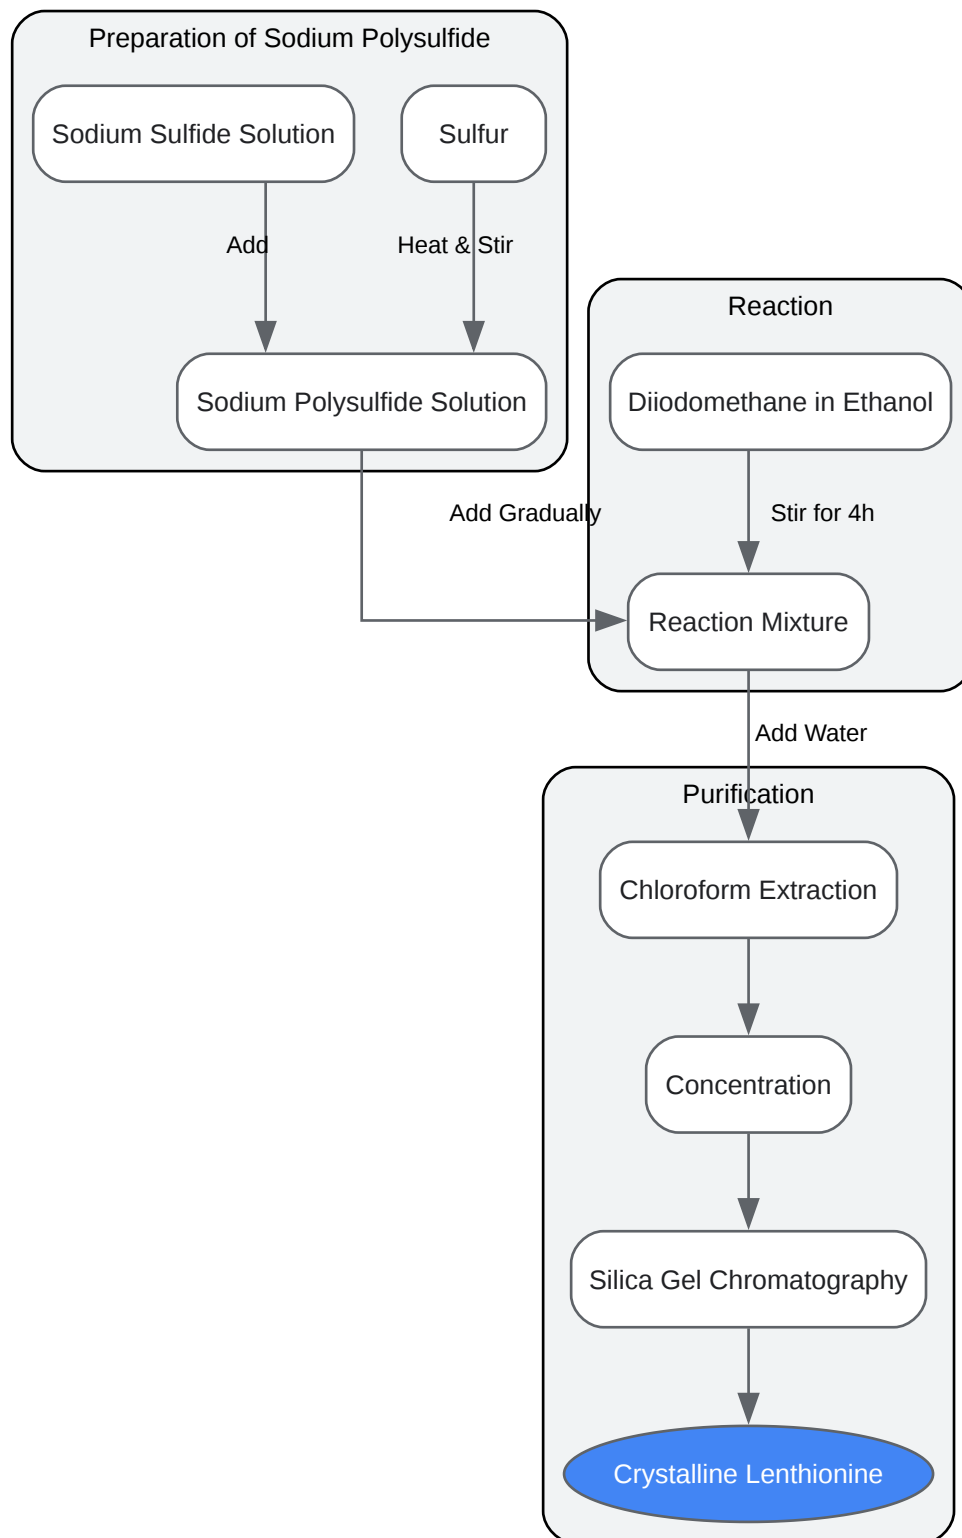 Preparation of Sodium Polysulfide
Sodium Sulfide Solution
Sulfur
Add
Heat & Stir
Sodium Polysulfide Solution
Reaction
Diiodomethane in Ethanol
Add Gradually
Stir for 4h
Reaction Mixture
Add Water
Purification
Chloroform Extraction
Concentration
Silica Gel Chromatography
Crystalline Lenthionine